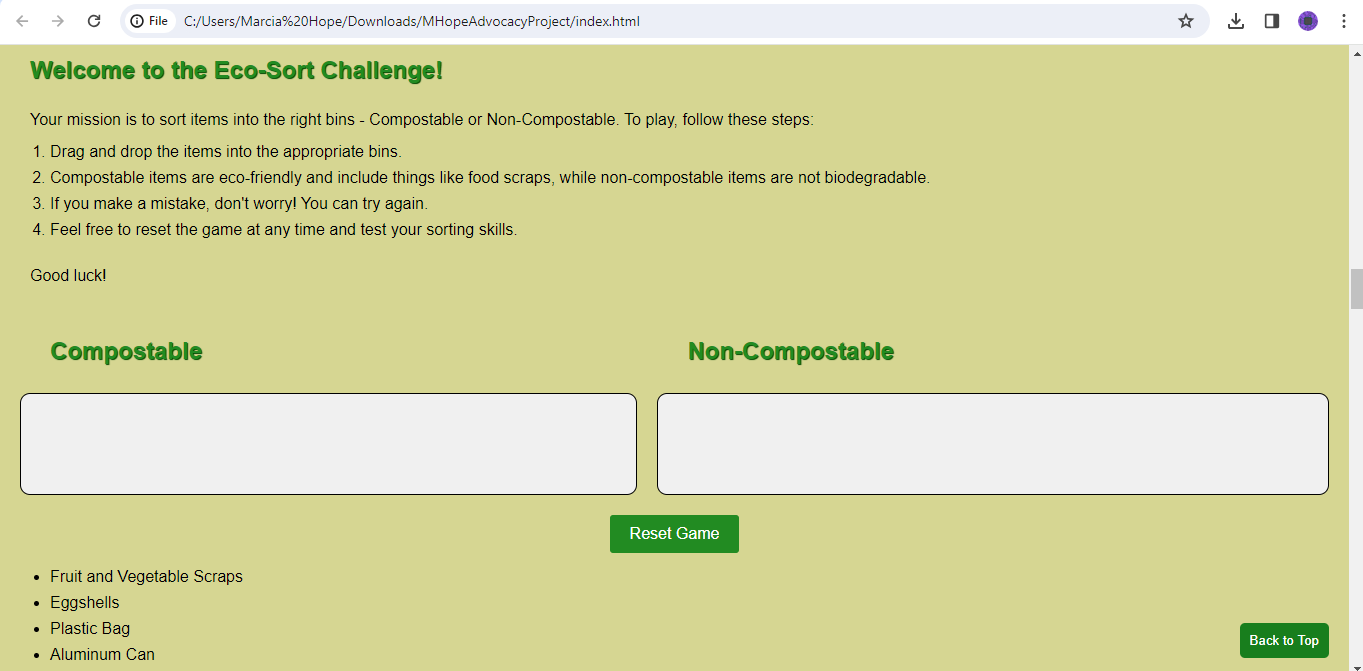 File C:/Users/Marcia%20Hope/Downloads/MHopeAdvocacyProject/index.html
Welcome to the Eco-Sort Challenge!
Your mission is to sort items into the right bins - Compostable or Non-Compostable. To play, follow these steps:
1. Drag and drop the items into the appropriate bins.
2. Compostable items are eco-friendly and include things like food scraps, while non-compostable items are not biodegradable.
3. If you make a mistake, don't worry! You can try again.
4. Feel free to reset the game at any time and test your sorting skills.
Good luck!
Compostable Non-Compostable
Reset Game
• Fruit and Vegetable Scraps
• Eggshells
• Plastic Bag
Back to Top
• Aluminum Can